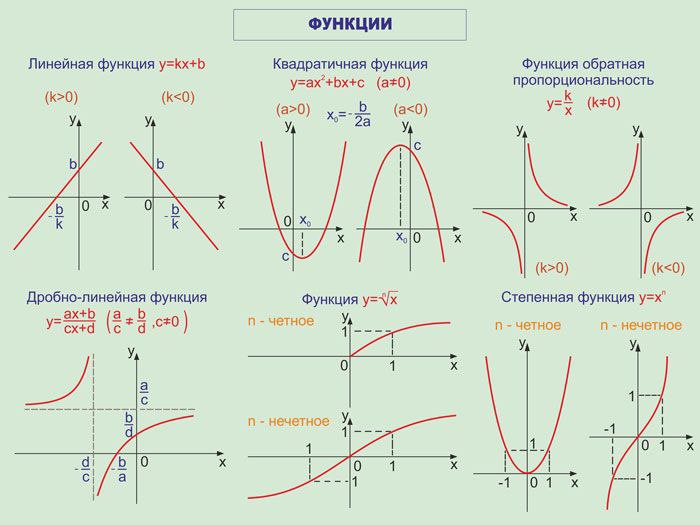 ФУНКЦИИ
Линейная функция y=kx+b
(k>0)
(k<0)
y
b
-b/k
0
x
y
b
0
-b/k
x
Квадратичная функция
y=ax²+bx+c (a≠0)
(a>0)
x₀=-b/2a
(a<0)
y
0
x₀
x
c
y
c
x₀
0
x
Функция обратная
пропорциональность
y=k/x (k≠0)
y
0
x
(k>0)
y
0
x
(k<0)
Дробно-линейная функция
y=ax+b/cx+d (a/c≠b/d ,c≠0)
y
a/c
b/d
-d/c
-b/a
0
x
Функция y=ⁿ√x
n - четное
y
1
0
1
x
n - нечетное
y
1
1
0
1
x
1
Степенная функция y=xⁿ
n - четное
y
1
-1
0
1
x
n - нечетное
y
1
-1
0
1
x
-1